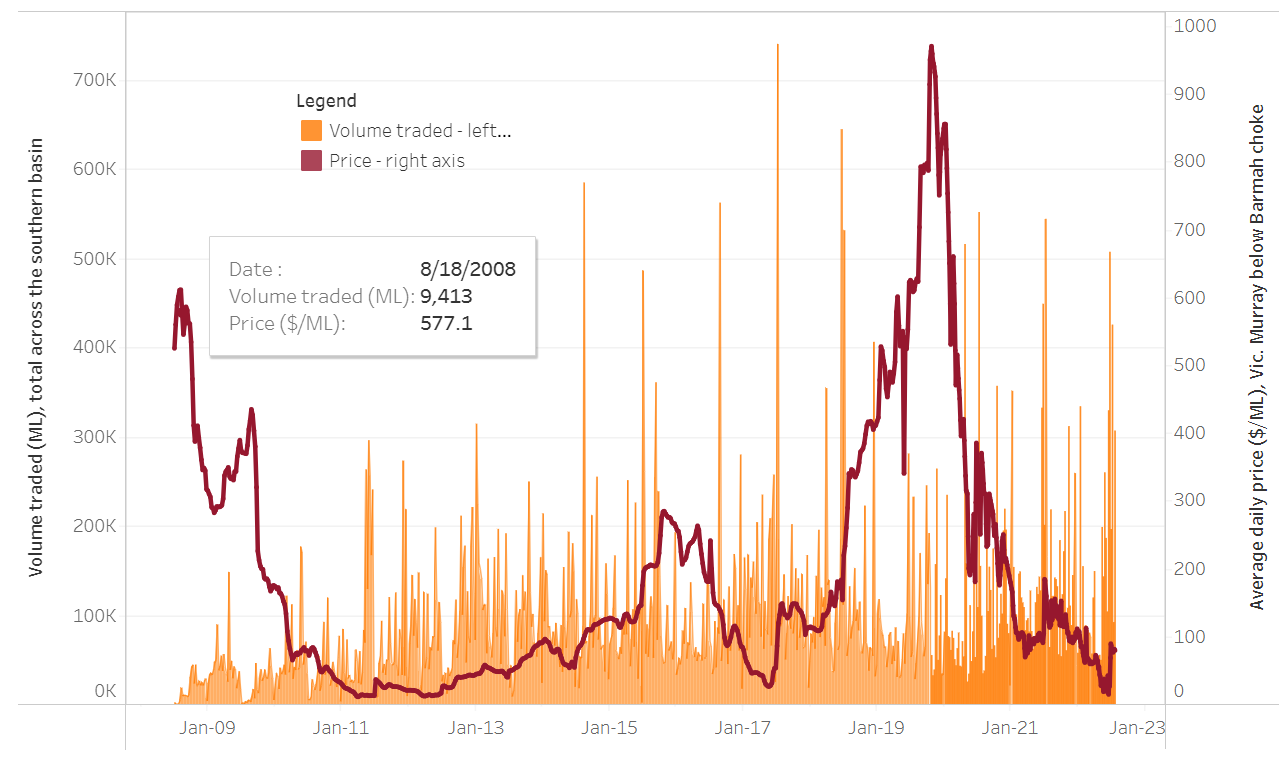 Volume traded (ML), total across the southern basin
700K
600K
500K
400K
300K
200K
100K
0K
Legend
Volume traded - left...
Price - right axis
Date : 8/18/2008
Volume traded (ML): 9,413
Price ($/ML): 577.1
1000
900
800
700
600
500
400
300
200
100
0
Average daily price ($/ML), Vic. Murray below Barmah choke
Jan-09 Jan-11 Jan-13 Jan-15 Jan-17 Jan-19 Jan-21 Jan-23